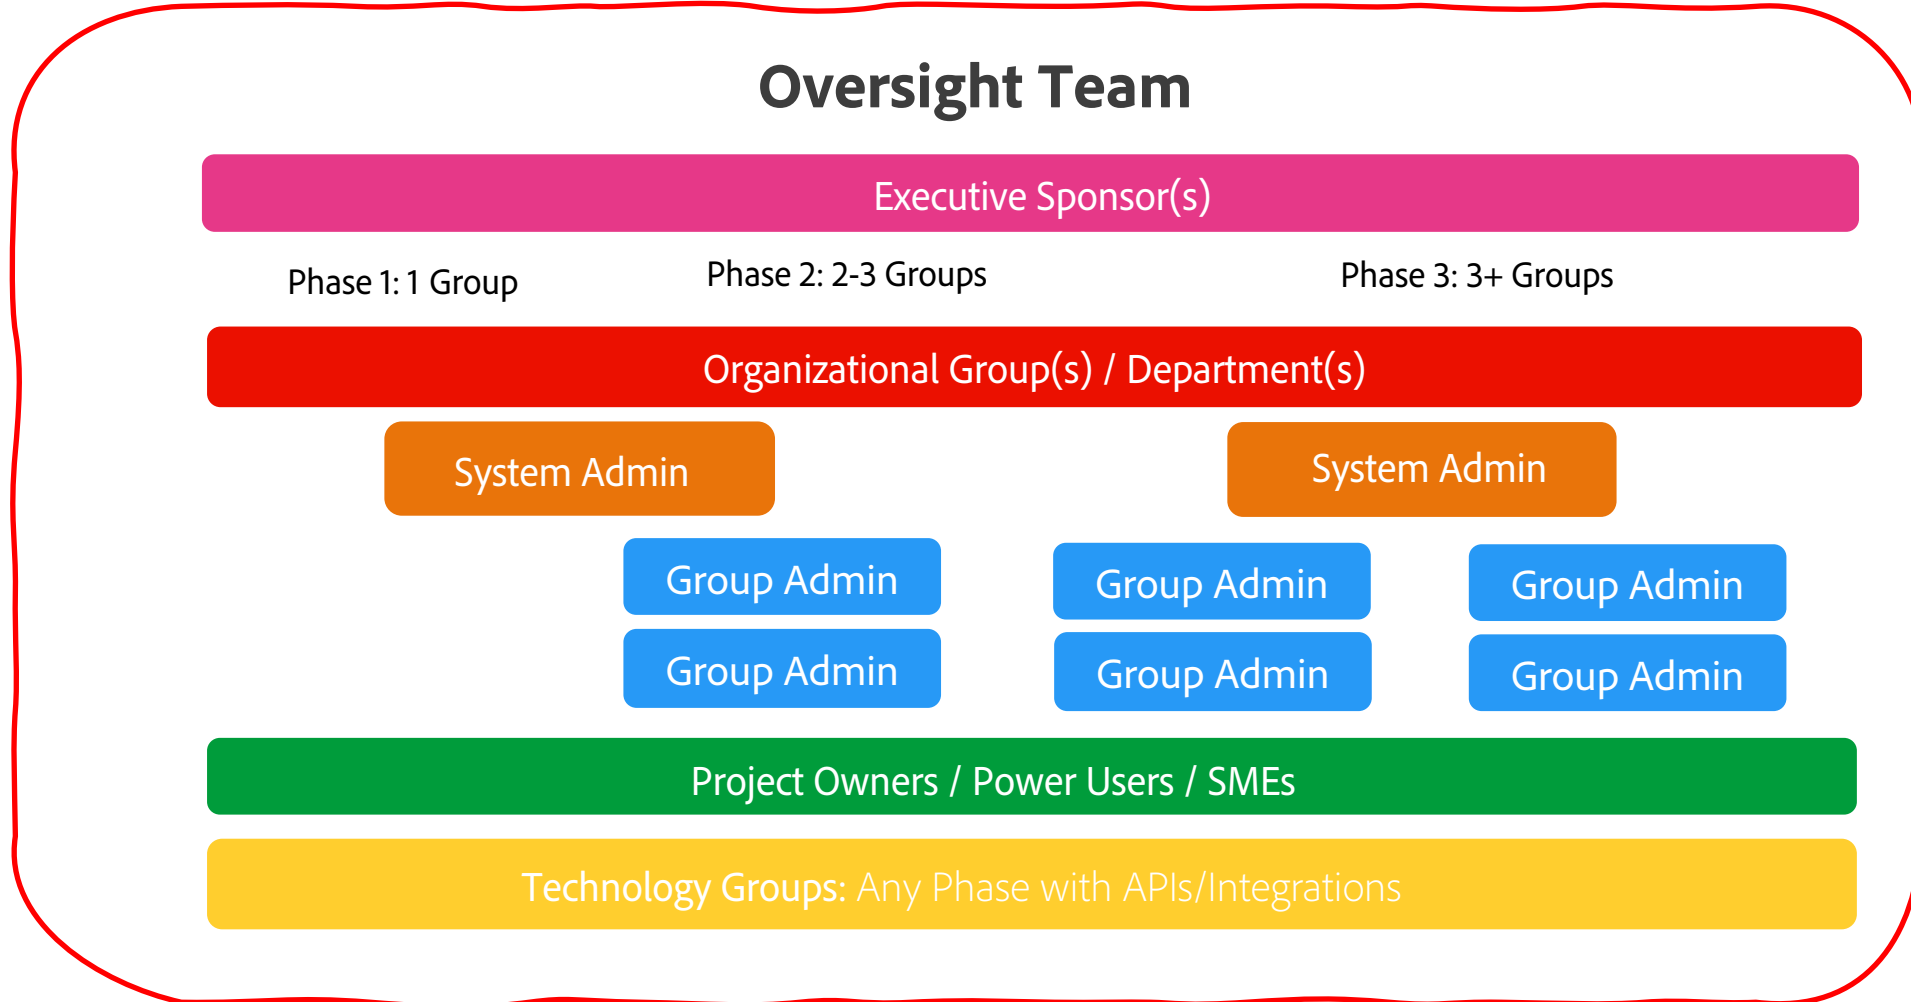 Oversight Team
Executive Sponsor(s)
Phase 1: 1 Group
Phase 2: 2-3 Groups
Phase 3: 3+ Groups
Organizational Group(s) / Department(s)
System Admin
System Admin
Group Admin
Group Admin
Group Admin
Group Admin
Group Admin
Group Admin
Project Owners / Power Users / SMEs
Technology Groups: Any Phase with APIs/Integrations